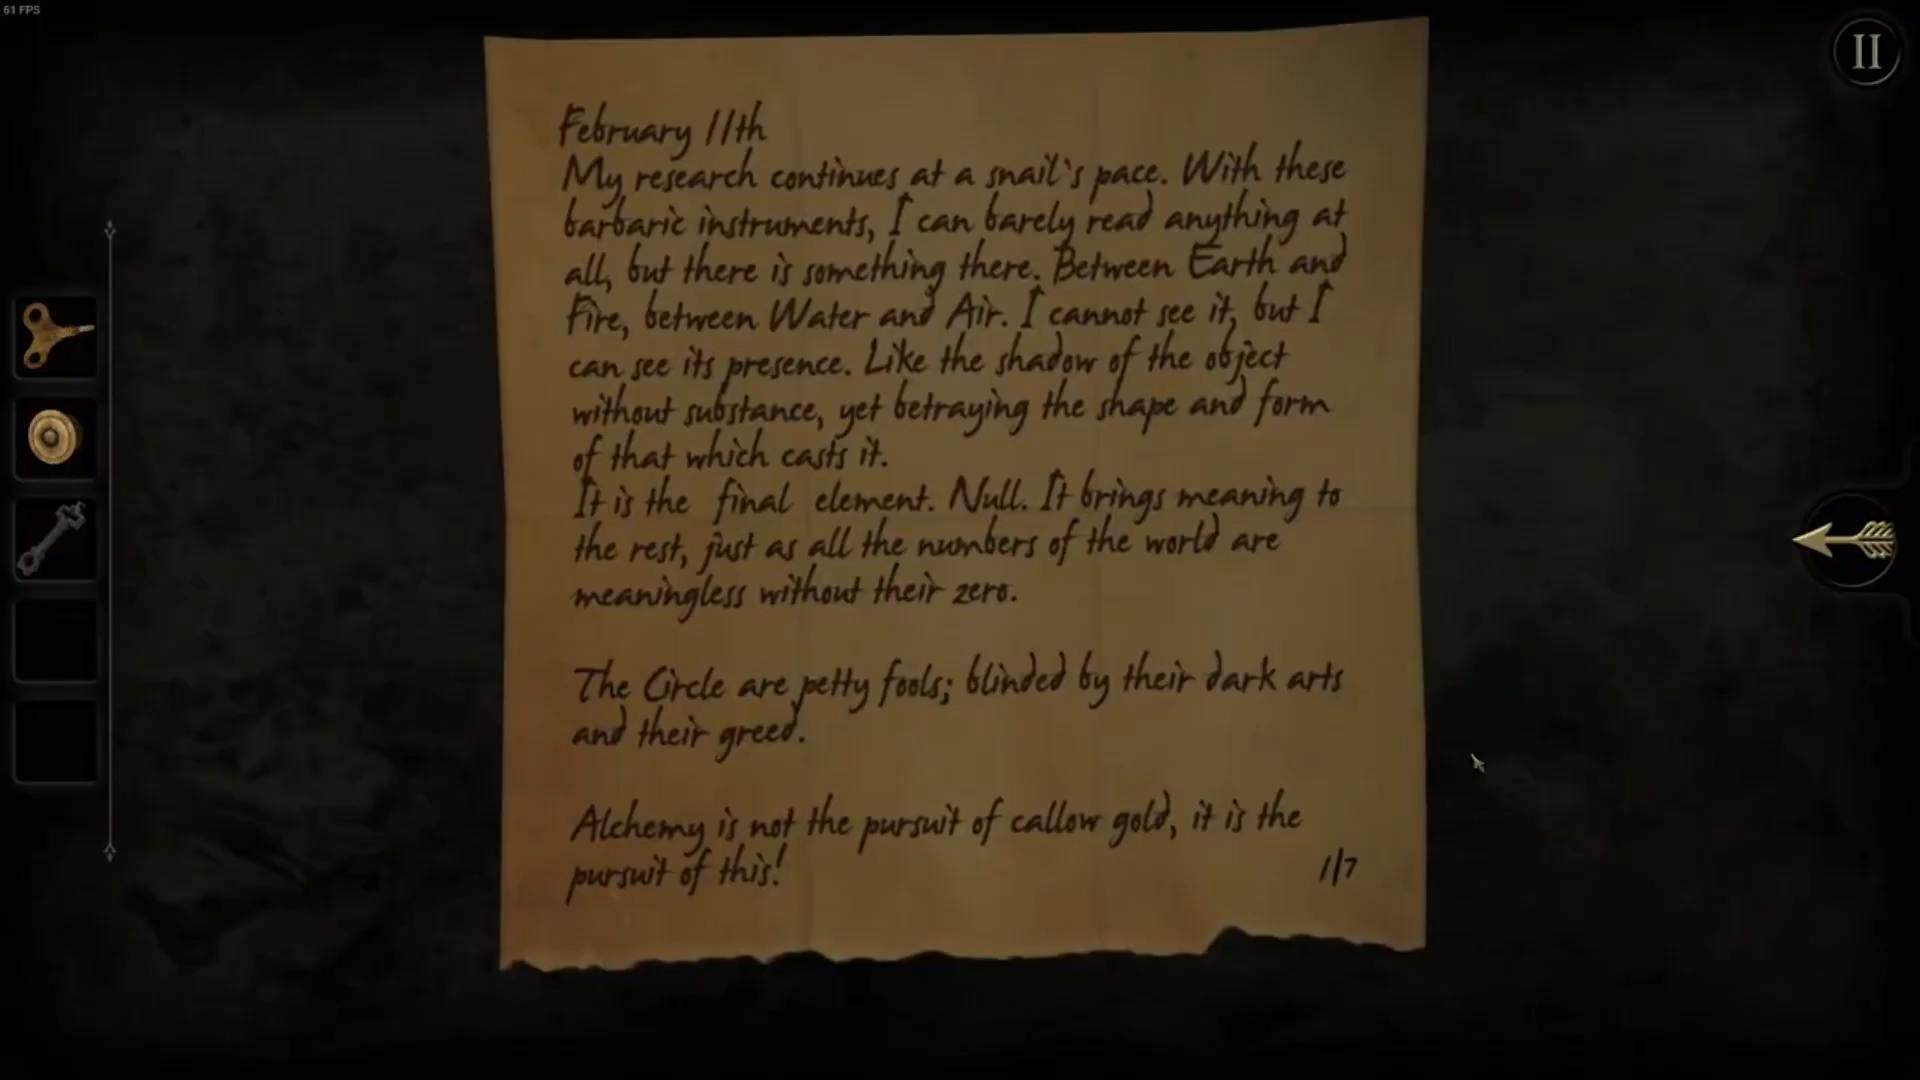 61 FPS
February 11th
My research continues at a snail's pace. With these
barbaric instruments, I can barely read anything at
all, but there is something there. Between Earth and
Fire, between Water and Air. I cannot see it, but I
can see its presence. Like the shadow of the object
without substance, yet betraying the shape and form
of that which casts it.
It is the final element. Null. It brings meaning to
the rest, just as all the numbers of the world are
meaningless without their zero.
The Circle are petty fools; blinded by their dark arts
and their greed.
Alchemy is not the pursuit of callow gold, it is the
pursuit of this!
1/7